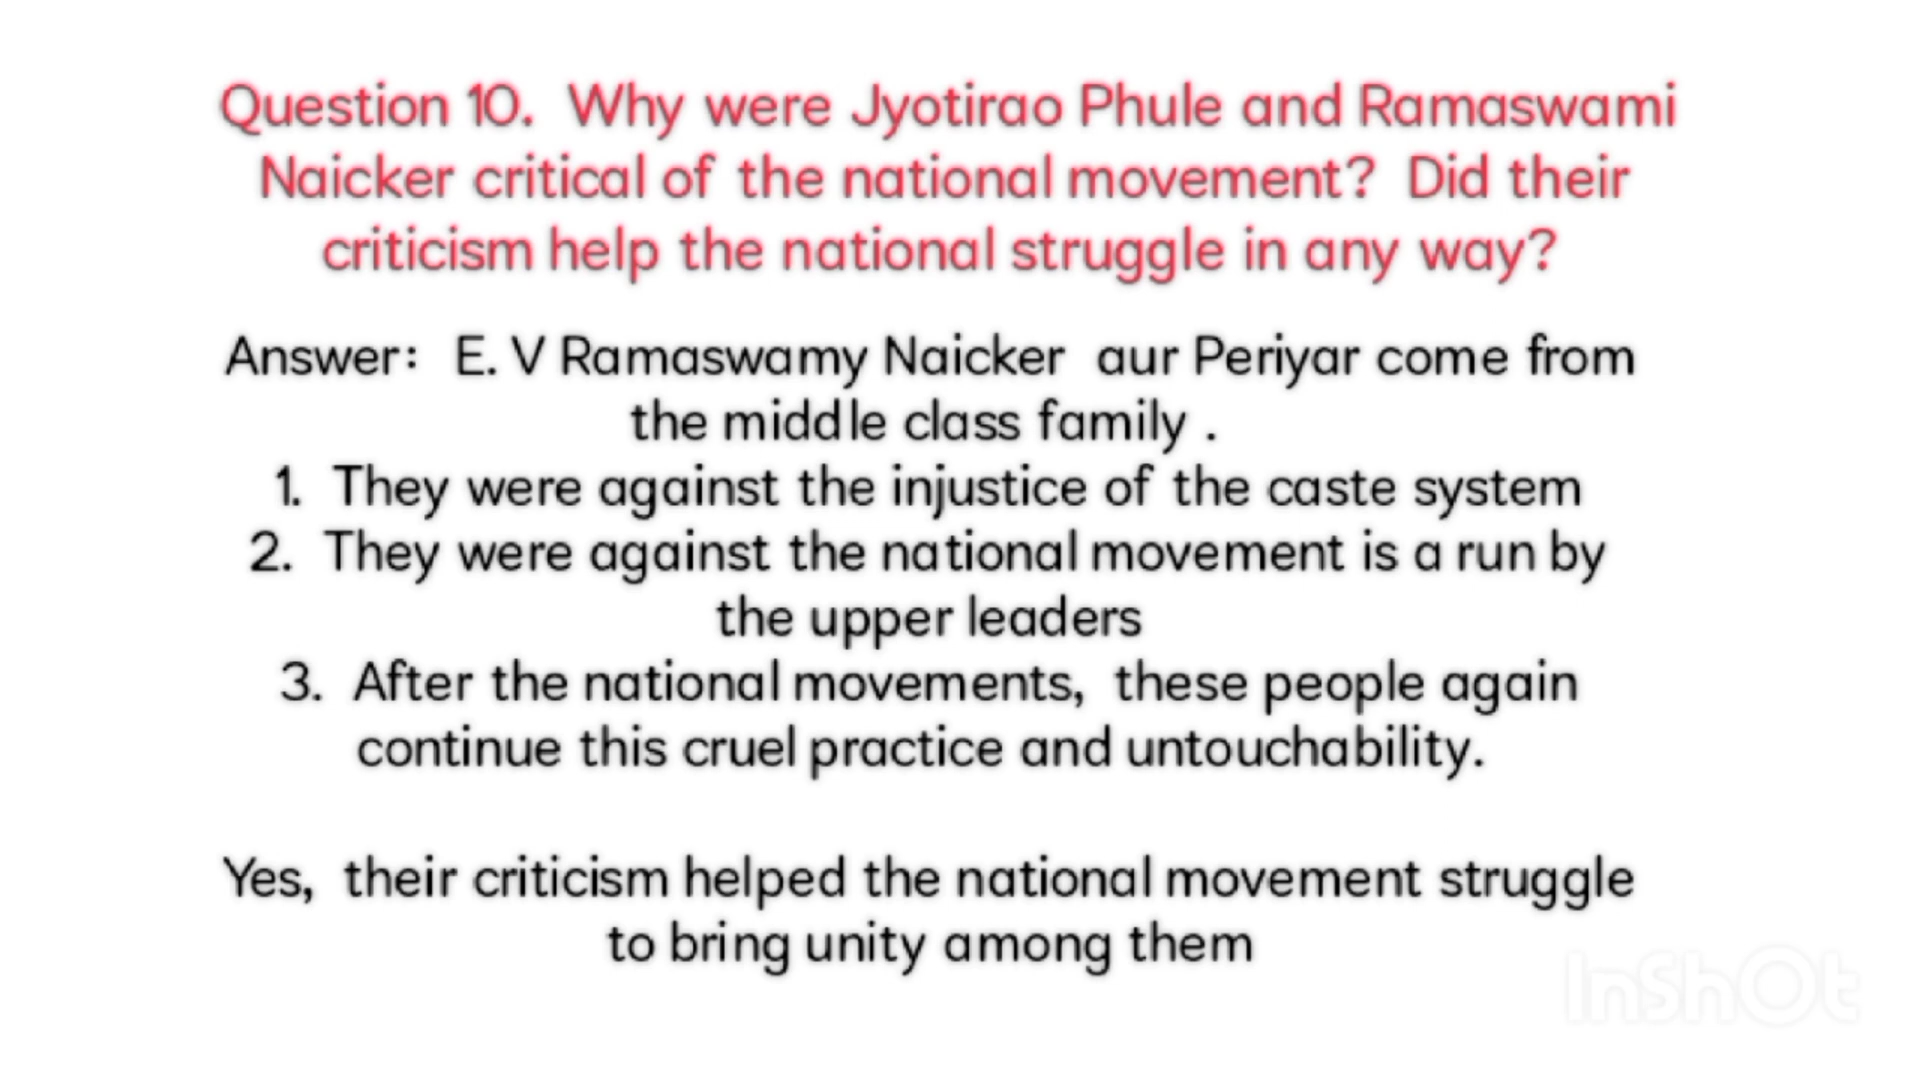 Question 10. Why were Jyotirao Phule and Ramaswami
Naicker critical of the national movement? Did their
criticism help the national struggle in any way?
Answer: E. V Ramaswamy Naicker aur Periyar come from
the middle class family .
1. They were against the injustice of the caste system
2. They were against the national movement is a run by
the upper leaders
3. After the national movements, these people again
continue this cruel practice and untouchability.
Yes, their criticism helped the national movement struggle
to bring unity among them
InShOt